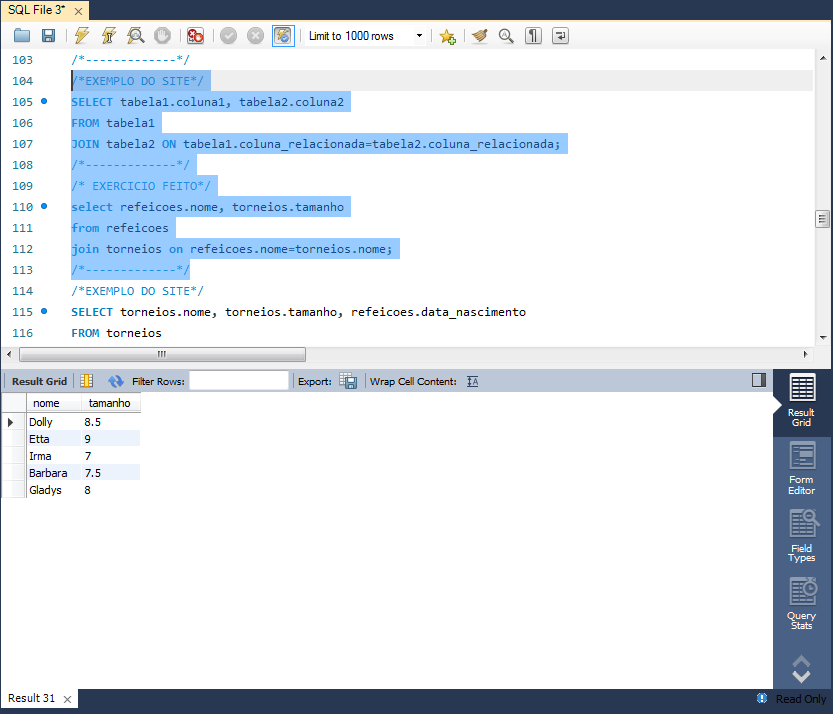 SQL File 3*
Limit to 1000 rows
103 /*-------------*/
104 /*EXEMPLO DO SITE*/
105 SELECT tabela1.coluna1, tabela2.coluna2
106 FROM tabela1
107 JOIN tabela2 ON tabela1.coluna_relacionada=tabela2.coluna_relacionada;
108 /*-------------*/
109 /* EXERCICIO FEITO*/
110 select refeicoes.nome, torneios.tamanho
111 from refeicoes
112 join torneios on refeicoes.nome=torneios.nome;
113 /*-------------*/
114 /*EXEMPLO DO SITE*/
115 SELECT torneios.nome, torneios.tamanho, refeicoes.data_nascimento
116 FROM torneios
Result Grid Filter Rows: Export: Wrap Cell Content: IA
nome tamanho
Dolly 8.5
Etta 9
Irma 7
Barbara 7.5
Gladys 8
Result
Grid
Form
Editor
Field
Types
Query
Stats
Result 31
Read Only